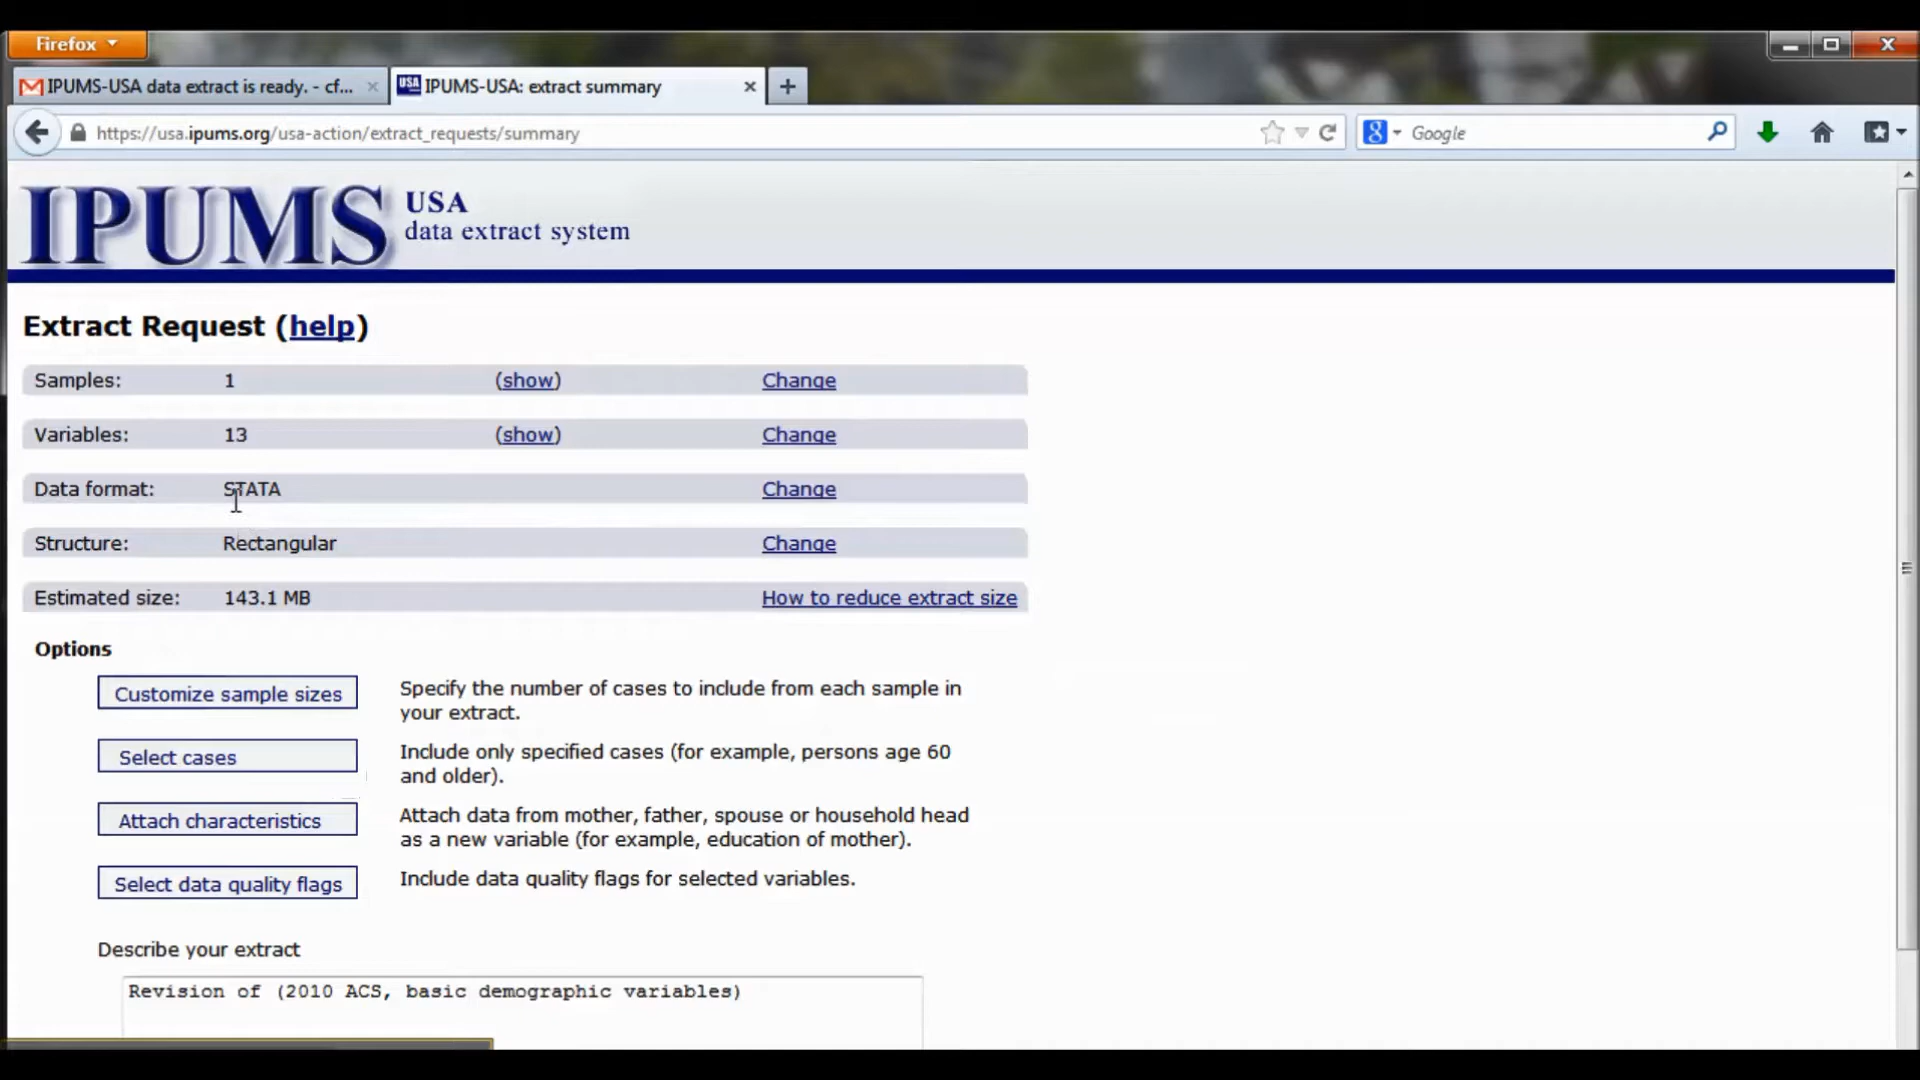 Firefox
IPUMS-USA data extract is ready. - cf...
USA IPUMS-USA: extract summary
https://usa.ipums.org/usa-action/extract_requests/summary
8 Google
IPUMS USA
data extract system
Extract Request (help)
Samples: 1 (show) Change
Variables: 13 (show) Change
Data format: STATA Change
Structure: Rectangular Change
Estimated size: 143.1 MB How to reduce extract size
Options
Customize sample sizes Specify the number of cases to include from each sample in
your extract.
Select cases Include only specified cases (for example, persons age 60
and older).
Attach characteristics Attach data from mother, father, spouse or household head
as a new variable (for example, education of mother).
Select data quality flags Include data quality flags for selected variables.
Describe your extract
Revision of (2010 ACS, basic demographic variables)